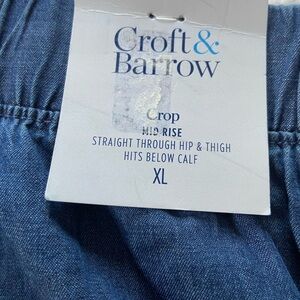 Croft &
Barrow
Crop
MID RISE
STRAIGHT THROUGH HIP & THIGH
HITS BELOW CALF
XL